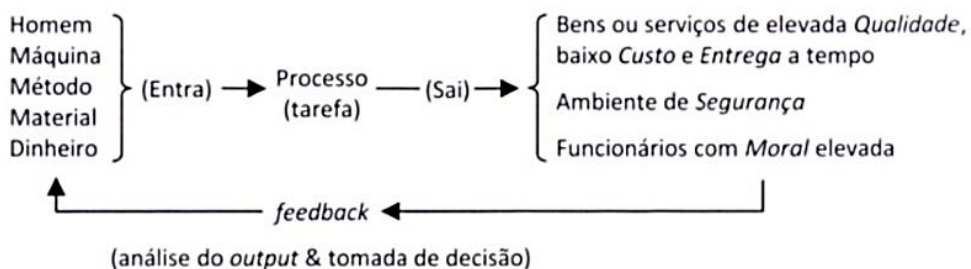 Homem
Máquina
Método
Material
Dinheiro
(Entra)
Processo
(tarefa)
(Sai)
Bens ou serviços de elevada Qualidade,
baixo Custo e Entrega a tempo
Ambiente de Segurança
Funcionários com Moral elevada
feedback
(análise do output & tomada de decisão)